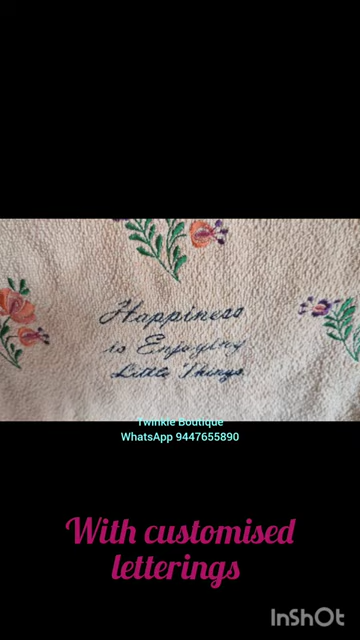 Happiness
is Enjoying
Little Things
Twinkle Boutique
WhatsApp 9447655890
With customised
letterings
InShOt